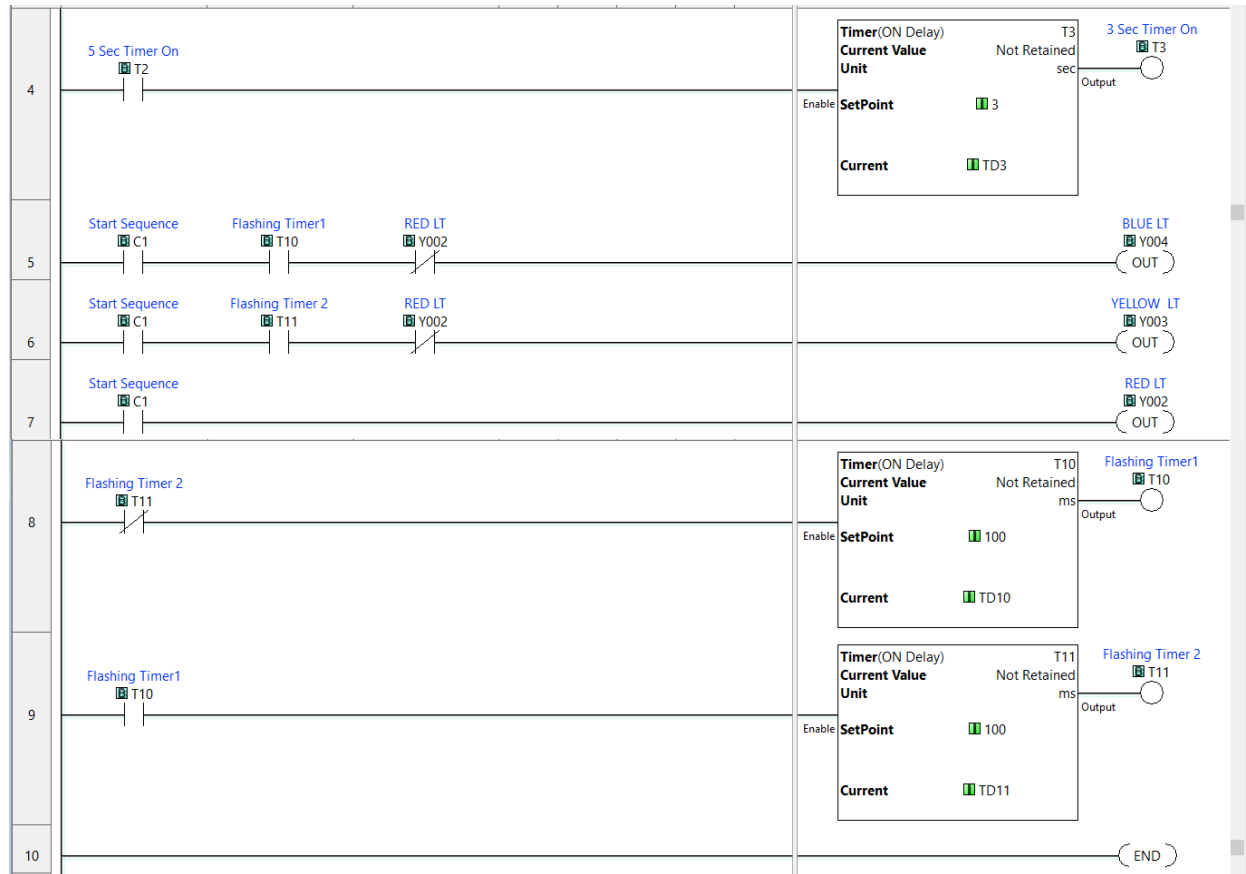 4
5 Sec Timer On
B T2
Timer(ON Delay) T3
Current Value Not Retained
Unit sec
Enable SetPoint 3
Current TD3
Output
3 Sec Timer On
B T3
5
Start Sequence Flashing Timer1 RED LT BLUE LT
B C1 B T10 B Y002 B Y004
OUT
6
Start Sequence Flashing Timer 2 RED LT YELLOW LT
B C1 B T11 B Y002 B Y003
OUT
7
Start Sequence RED LT
B C1 B Y002
OUT
8
Flashing Timer 2
B T11
Timer(ON Delay) T10
Current Value Not Retained
Unit ms
Enable SetPoint 100
Current TD10
Output
Flashing Timer1
B T10
9
Flashing Timer1
B T10
Timer(ON Delay) T11
Current Value Not Retained
Unit ms
Enable SetPoint 100
Current TD11
Output
Flashing Timer 2
B T11
10
END